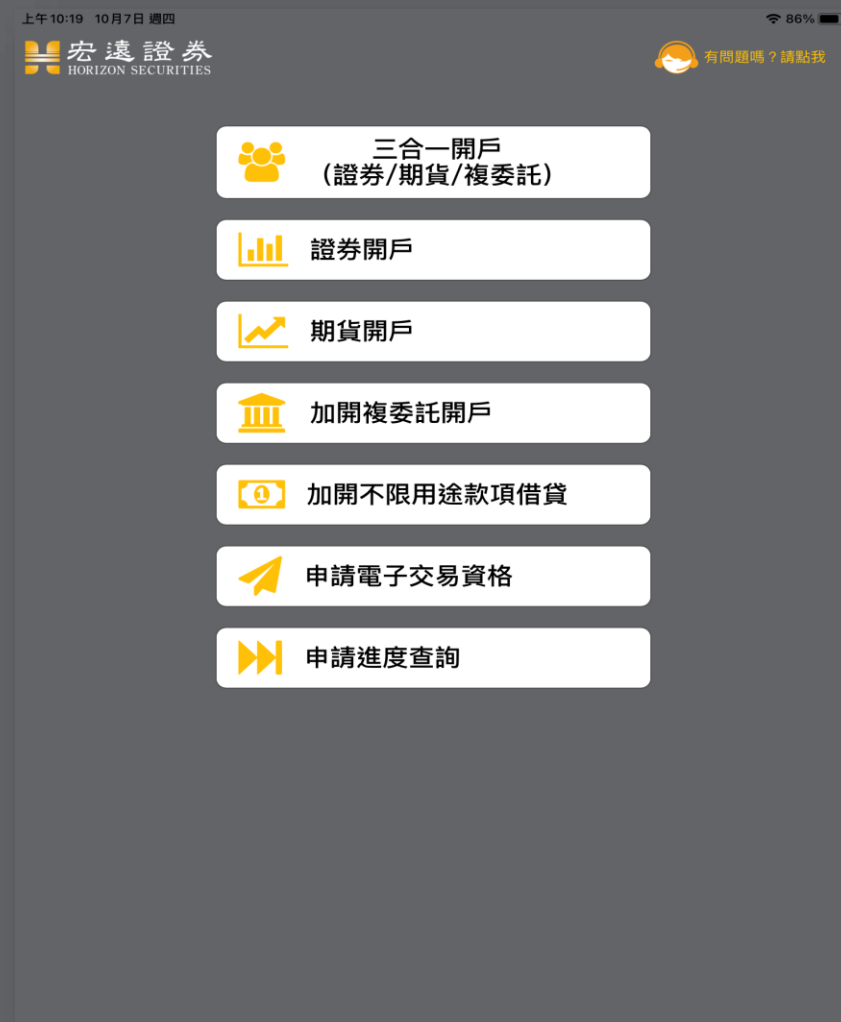 上午10:19 10月7日 週四
86%
宏遠證券
HORIZON SECURITIES
有問題嗎？請點我
三合一開戶
(證券/期貨/複委託)
證券開戶
期貨開戶
加開複委託開戶
1
加開不限用途款項借貸
申請電子交易資格
申請進度查詢